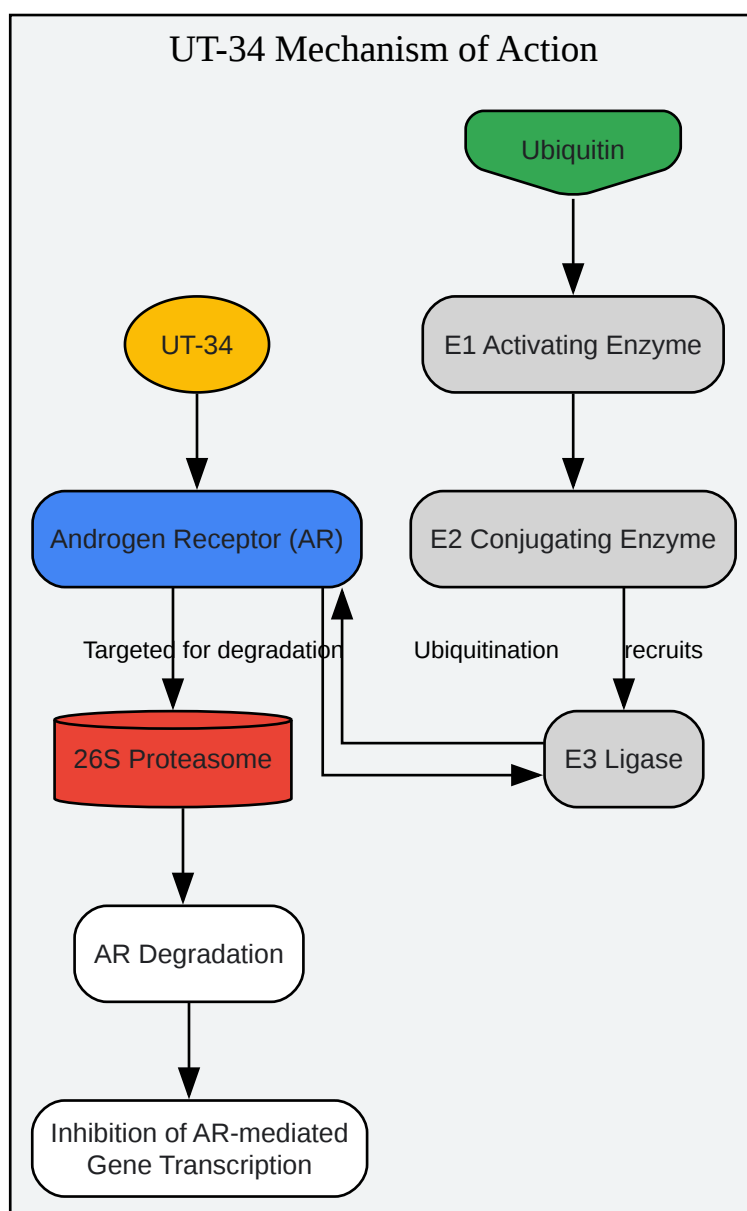 UT-34 Mechanism of Action
Ubiquitin
UT-34
E1 Activating Enzyme
Androgen Receptor (AR)
E2 Conjugating Enzyme
Targeted for degradation
Ubiquitination
recruits
26S Proteasome
E3 Ligase
AR Degradation
Inhibition of AR-mediated
Gene Transcription